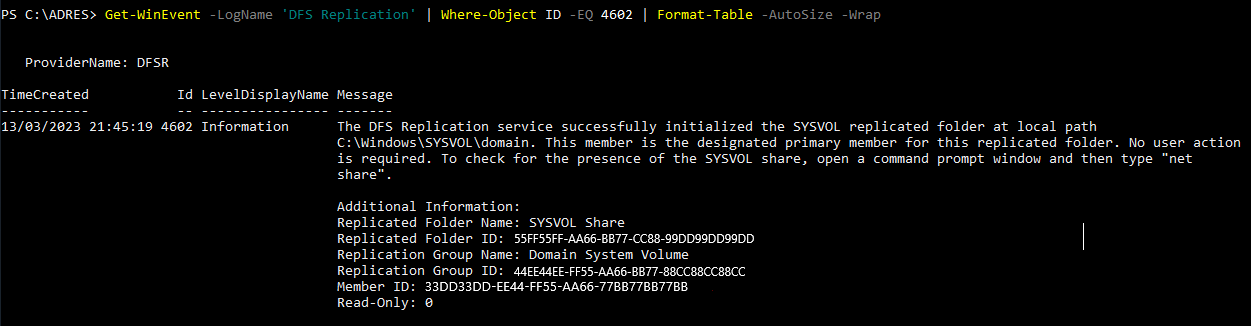 PS C:\ADRES> Get-WinEvent -LogName 'DFS Replication' | Where-Object ID -EQ 4602 | Format-Table -AutoSize -Wrap
ProviderName: DFSR
TimeCreated Id LevelDisplayName Message
----------- -- ---------------- -------
13/03/2023 21:45:19 4602 Information The DFS Replication service successfully initialized the SYSVOL replicated folder at local path
C:\Windows\SYSVOL\domain. This member is the designated primary member for this replicated folder. No user action
is required. To check for the presence of the SYSVOL share, open a command prompt window and then type "net
share".
Additional Information:
Replicated Folder Name: SYSVOL Share
Replicated Folder ID: 55FF55FF-AA66-BB77-CC88-99DD99DD99DD
Replication Group Name: Domain System Volume
Replication Group ID: 44EE44EE-FF55-AA66-BB77-88CC88CC88CC
Member ID: 33DD33DD-EE44-FF55-AA66-77BB77BB77BB
Read-Only: 0